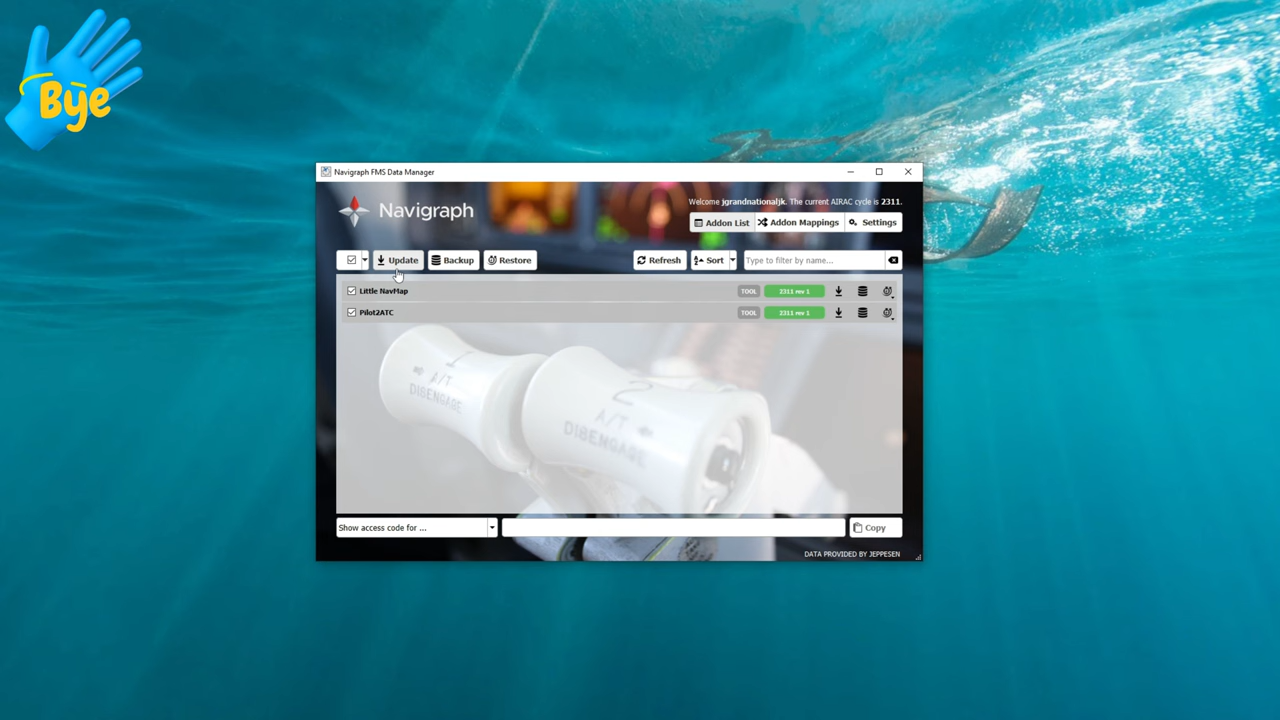 Bye
Navigraph FMS Data Manager
Navigraph
Welcome jgrandnationaljk. The current AIRAC cycle is 2311.
Addon List Addon Mappings Settings
Update Backup Restore Refresh Sort Type to filter by name...
Little NavMap TOOL 2311 rev 1
Pilot2ATC TOOL 2311 rev 1
1 A/T DISENGAGE
2 A/T DISENGAGE
Show access code for ... Copy
DATA PROVIDED BY JEPPESEN